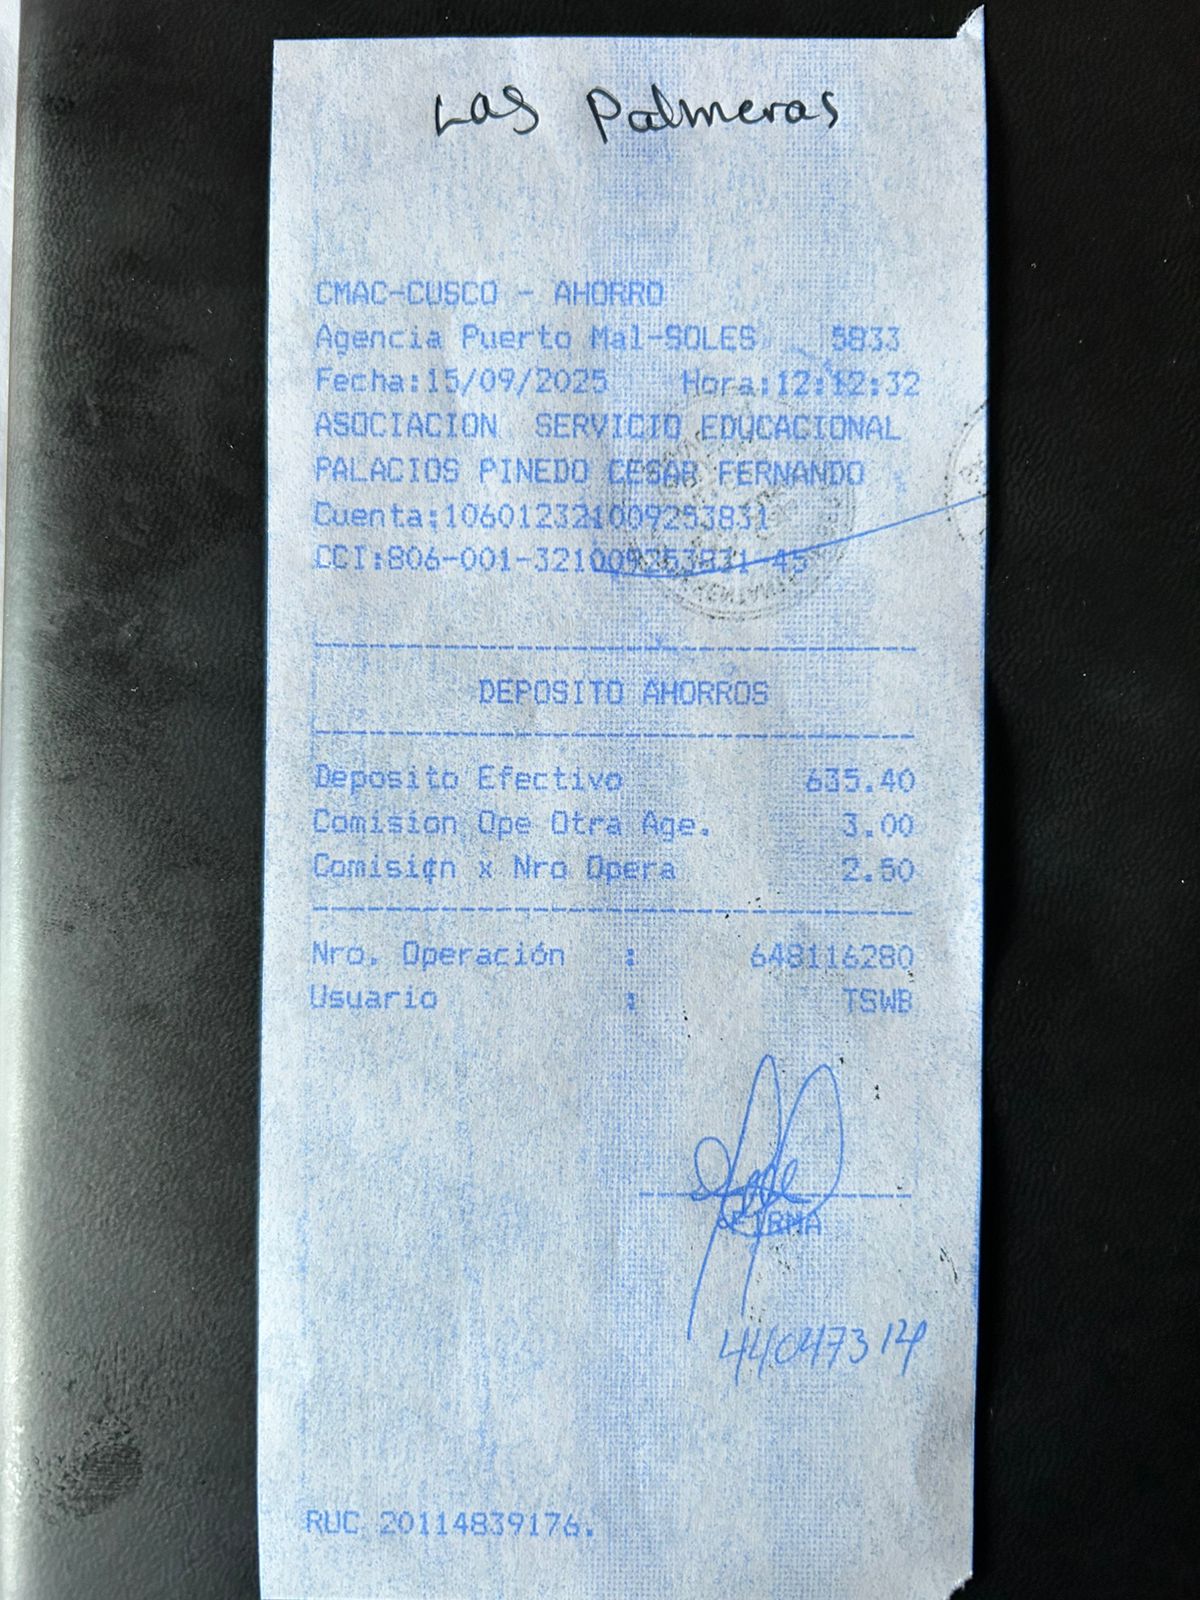 Las Palmeras
CMAC-CUSCO - AHORRO
Agencia Puerto Mal-SOLES 5833
Fecha:15/09/2025 Hora:12:12:32
ASOCIACION SERVICIO EDUCACIONAL
PALACIOS PINEDO CESAR FERNANDO
Cuenta:106012321009253831
CCI:806-001-321009253831-45
DEPOSITO AHORROS
Deposito Efectivo 635.40
Comision Ope Otra Age. 3.00
Comision x Nro Opera 2.50
Nro. Operación : 648116280
Usuario : TSWB
FIRMA
RUC 20114839176.